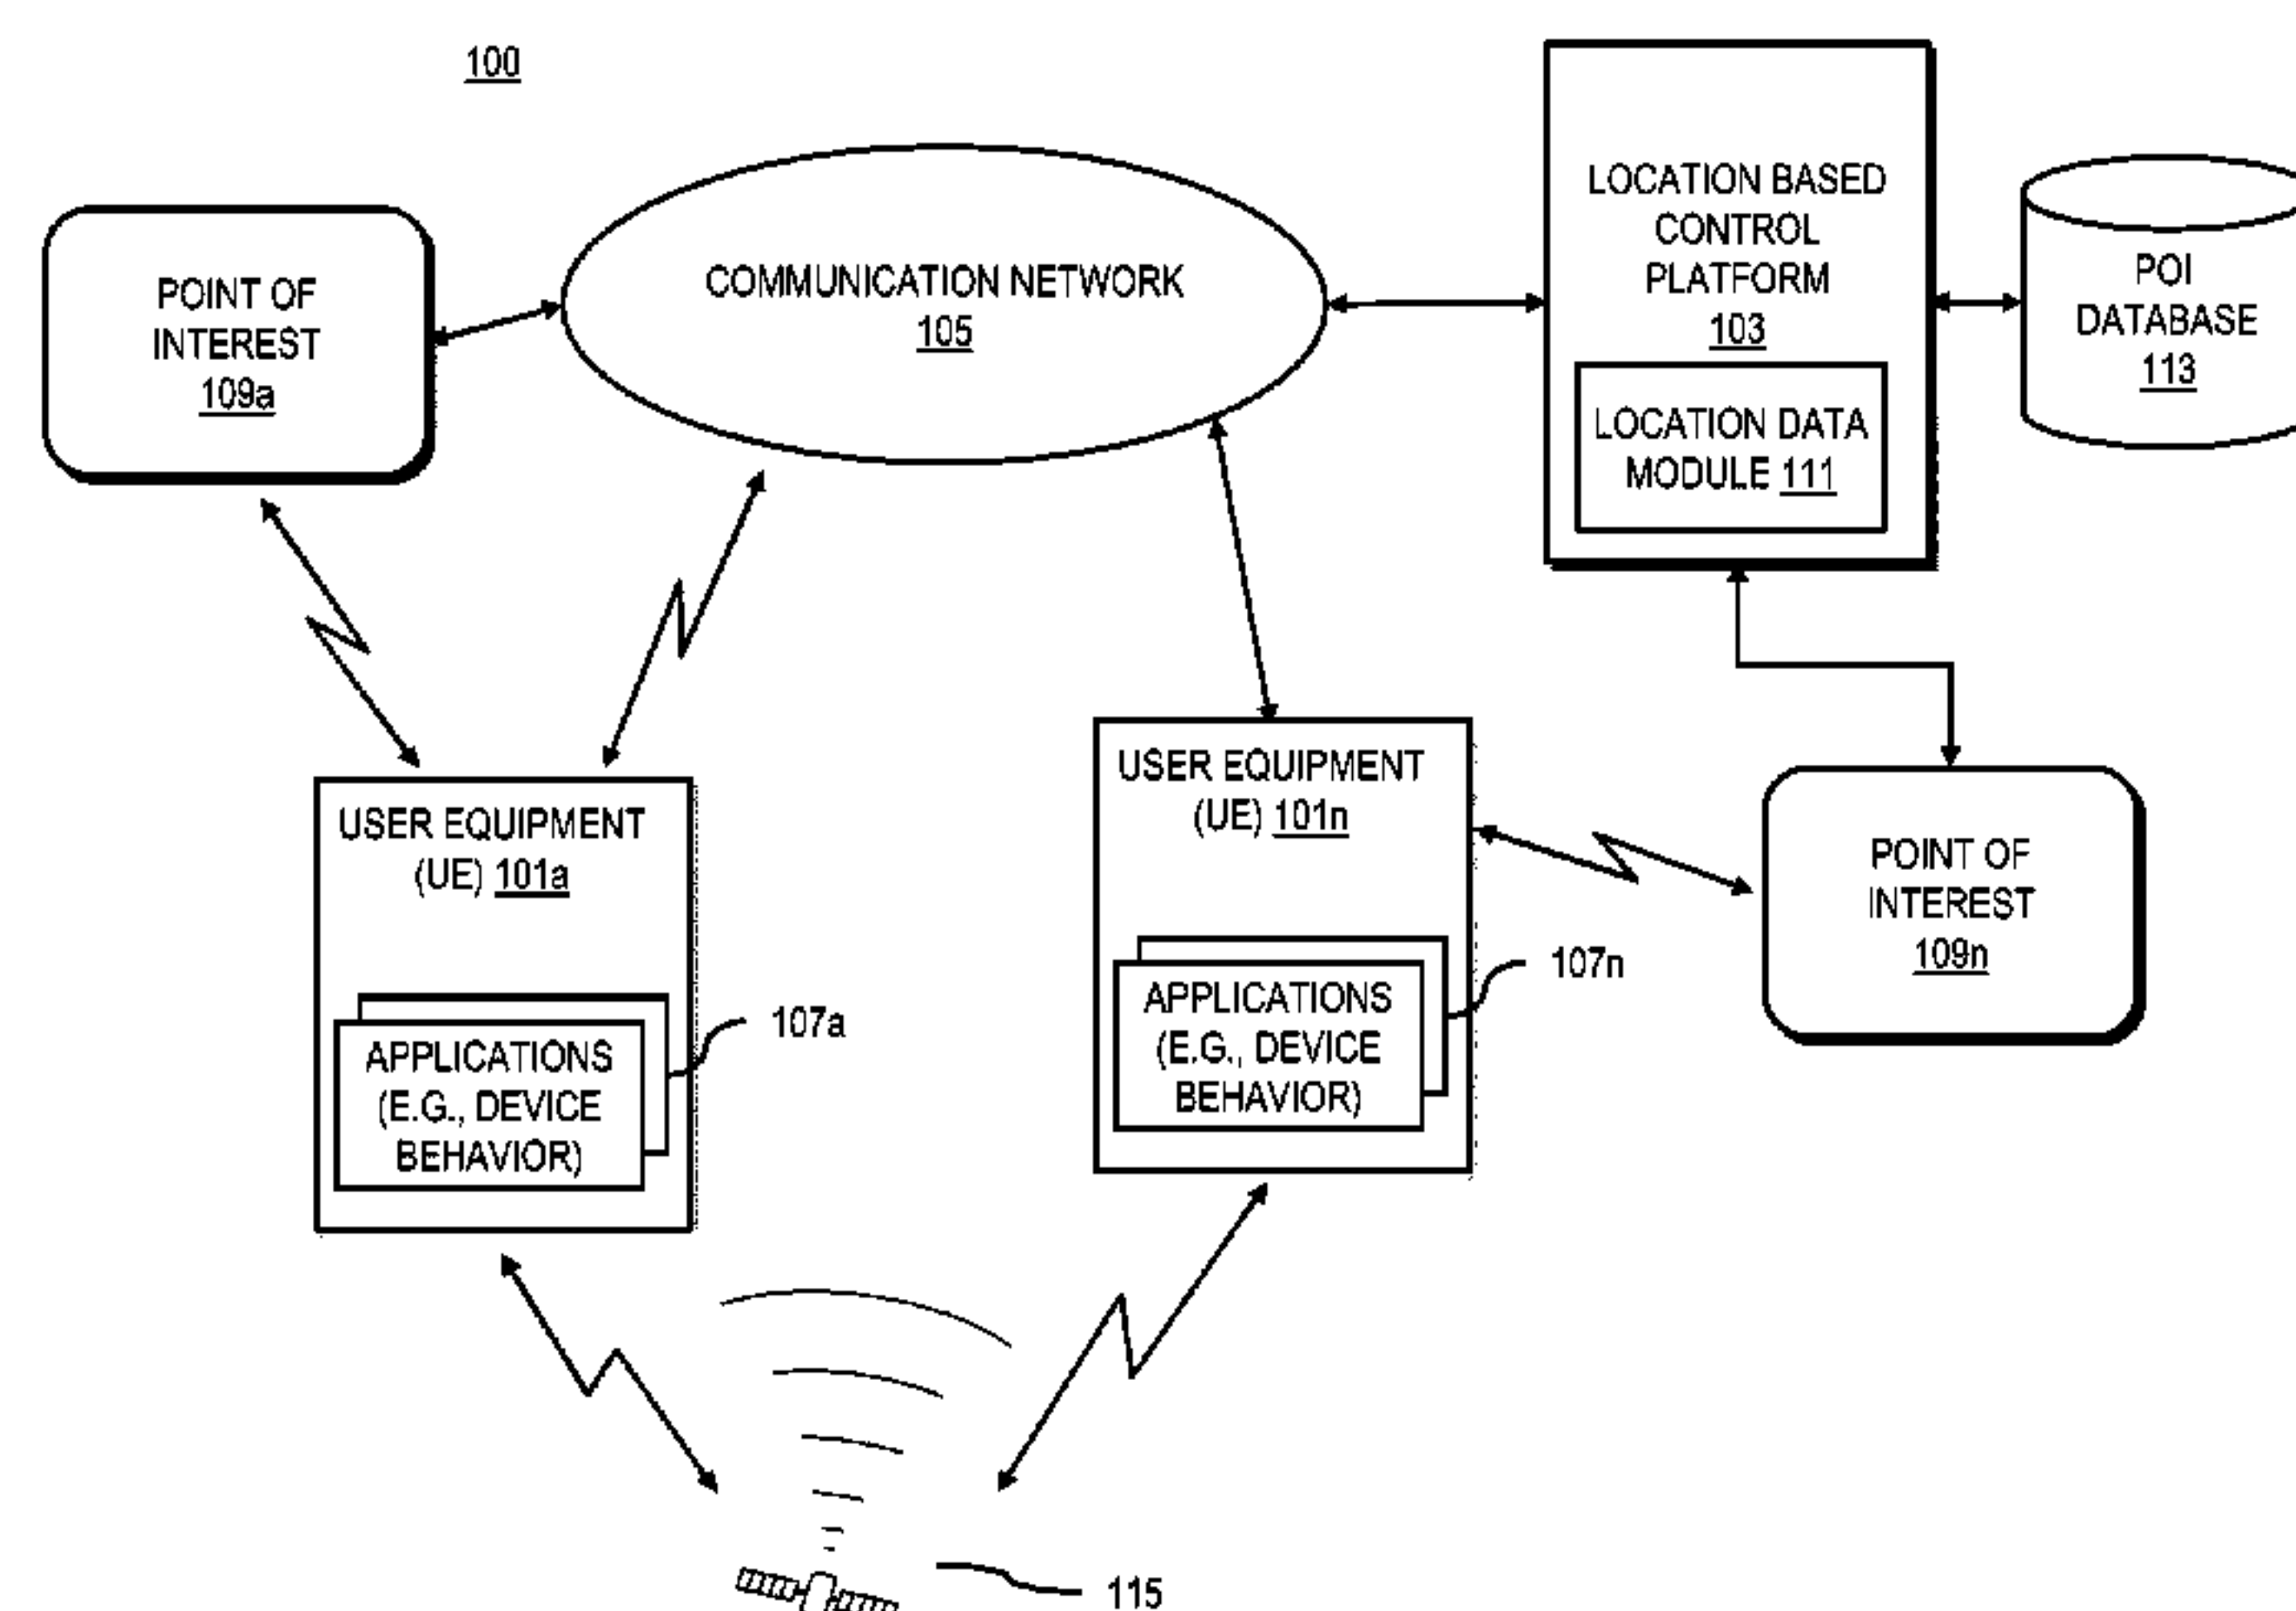 100
POINT OF
INTEREST
109a
COMMUNICATION NETWORK
105
LOCATION BASED
CONTROL
PLATFORM
103
LOCATION DATA
MODULE 111
POI
DATABASE
113
USER EQUIPMENT
(UE) 101a
APPLICATIONS
(E.G., DEVICE
BEHAVIOR)
107a
USER EQUIPMENT
(UE) 101n
APPLICATIONS
(E.G., DEVICE
BEHAVIOR)
107n
POINT OF
INTEREST
109n
115